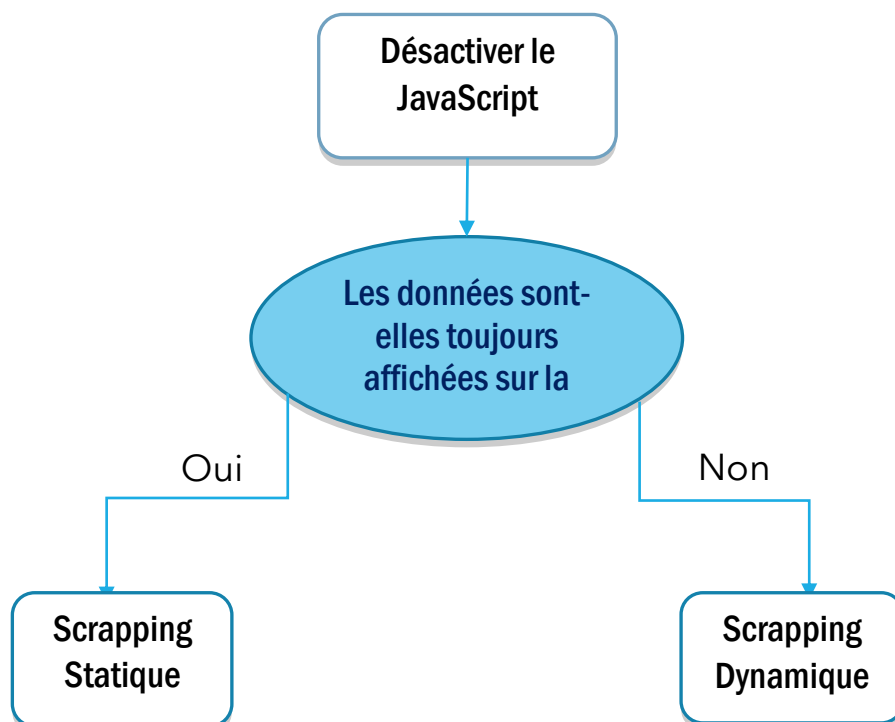 Désactiver le
JavaScript
Les données sont-
elles toujours
affichées sur la
Oui
Non
Scrapping
Statique
Scrapping
Dynamique